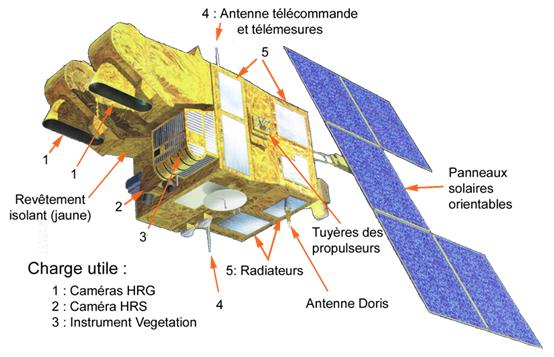 4 : Antenne télécommande
et télémesures
5
1
1
Revêtement
isolant (jaune)
2
3
Panneaux
solaires
orientables
Tuyères des
propulseurs
5: Radiateurs
4
Antenne Doris
Charge utile :
1 : Caméras HRG
2 : Caméra HRS
3 : Instrument Vegetation